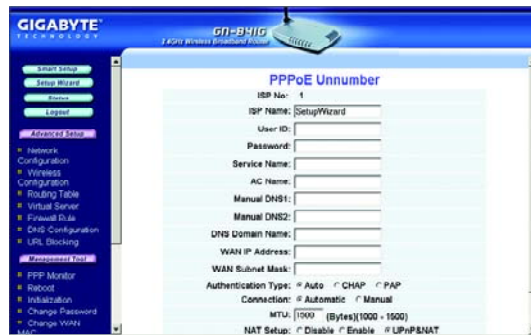 GIGABYTE
TECHNOLOGY
GN-B41G
2.4GHz Wireless Broadband Router
Smart Setup
Setup Wizard
Status
Logout
Advanced Setup
Network
Configuration
Wireless
Configuration
Routing Table
Virtual Server
Firewall Rule
DNS Configuration
URL Blocking
Management Tool
PPP Monitor
Reboot
Initialization
Change Password
Change WAN
MAC
PPPoE Unnumber
ISP No: 1
ISP Name: SetupWizard
User ID:
Password:
Service Name:
AC Name:
Manual DNS1:
Manual DNS2:
DNS Domain Name:
WAN IP Address:
WAN Subnet Mask:
Authentication Type: Auto CHAP PAP
Connection: Automatic Manual
MTU: 1500 (Bytes)(1000 - 1500)
NAT Setup: Disable Enable UPnP&NAT